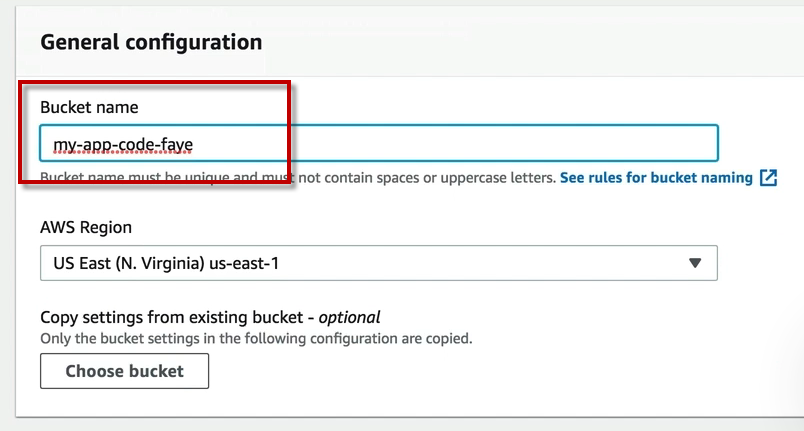 General configuration
Bucket name
my-app-code-faye
Bucket name must be unique and must not contain spaces or uppercase letters. See rules for bucket naming
AWS Region
US East (N. Virginia) us-east-1
Copy settings from existing bucket - optional
Only the bucket settings in the following configuration are copied.
Choose bucket